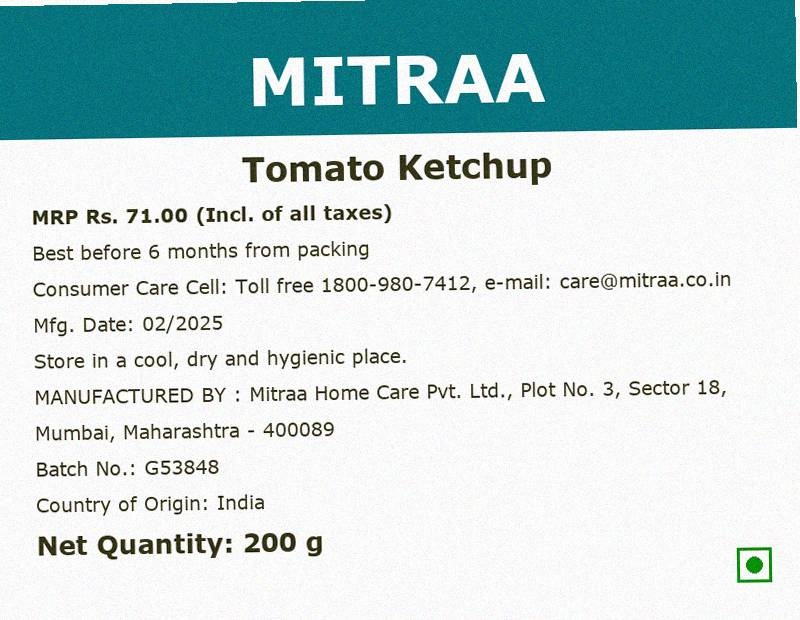 MITRAA
Tomato Ketchup
MRP Rs. 71.00 (Incl. of all taxes)
Best before 6 months from packing
Consumer Care Cell: Toll free 1800-980-7412, e-mail: care@mitraa.co.in
Mfg. Date: 02/2025
Store in a cool, dry and hygienic place.
MANUFACTURED BY : Mitraa Home Care Pvt. Ltd., Plot No. 3, Sector 18,
Mumbai, Maharashtra - 400089
Batch No.: G53848
Country of Origin: India
Net Quantity: 200 g